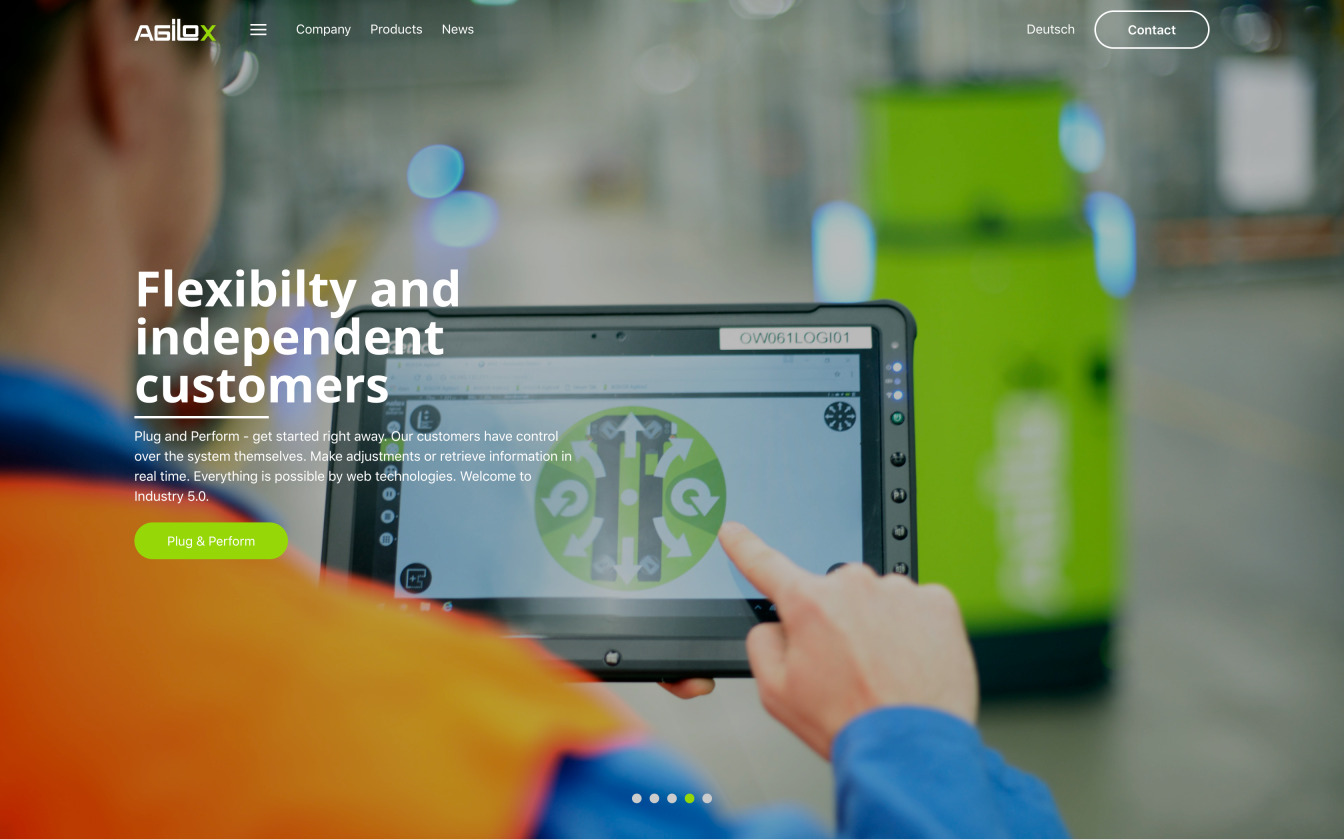 AGILOX
Company
Products
News
Deutsch
Contact
Flexibilty and
independent
customers
OW061LOGI01
Plug and Perform - get started right away. Our customers have control
over the system themselves. Make adjustments or retrieve information in
real time. Everything is possible by web technologies. Welcome to
Industry 5.0.
Plug & Perform